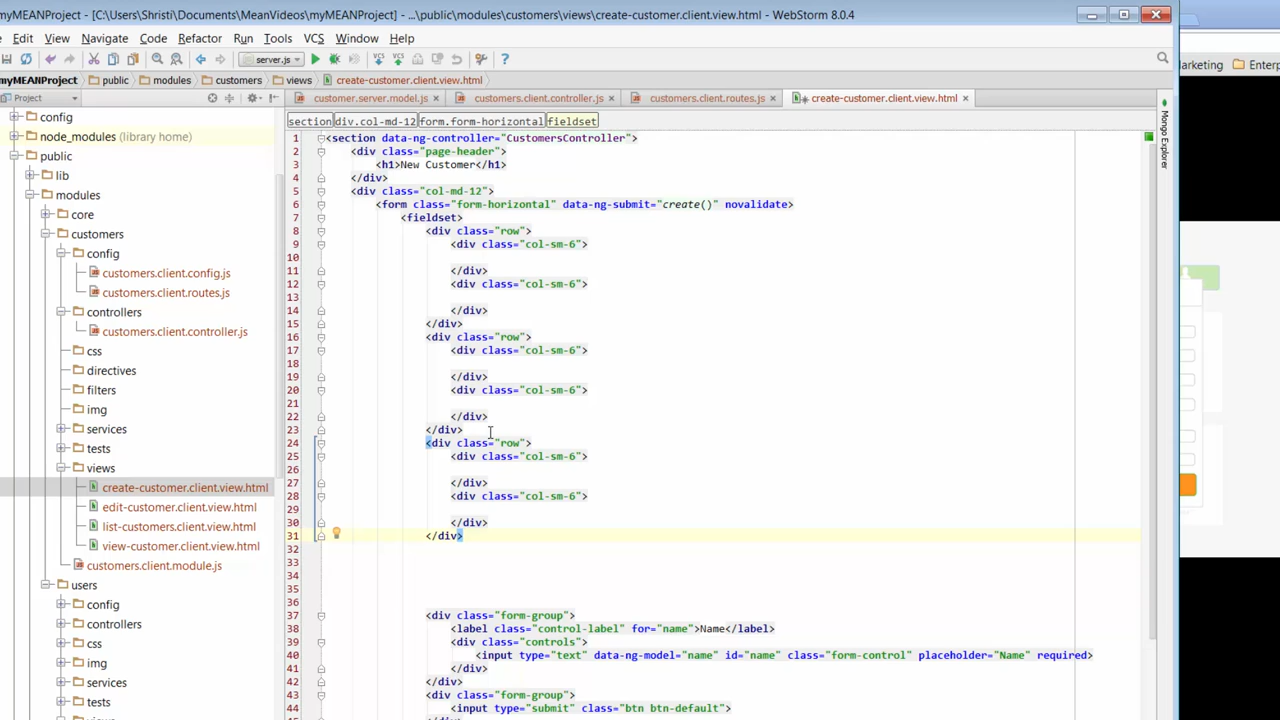 myMEANProject - [C:\Users\Shristi\Documents\MeanVideos\myMEANProject] - ...\public\modules\customers\views\create-customer.client.view.html - WebStorm 8.0.4
Edit View Navigate Code Refactor Run Tools VCS Window Help
server.js
myMEANProject public modules customers views create-customer.client.view.html
Project
customer.server.model.js customers.client.controller.js customers.client.routes.js create-customer.client.view.html
section div.col-md-12 form.form-horizontal fieldset
config
node_modules (library home)
public
lib
modules
core
customers
config
customers.client.config.js
customers.client.routes.js
controllers
customers.client.controller.js
css
directives
filters
img
services
tests
views
create-customer.client.view.html
edit-customer.client.view.html
list-customers.client.view.html
view-customer.client.view.html
customers.client.module.js
users
config
controllers
css
img
services
tests
1 <section data-ng-controller="CustomersController">
2 <div class="page-header">
3 <h1>New Customer</h1>
4 </div>
5 <div class="col-md-12">
6 <form class="form-horizontal" data-ng-submit="create()" novalidate>
7 <fieldset>
8 <div class="row">
9 <div class="col-sm-6">
10
11 </div>
12 <div class="col-sm-6">
13
14 </div>
15 </div>
16 <div class="row">
17 <div class="col-sm-6">
18
19 </div>
20 <div class="col-sm-6">
21
22 </div>
23 </div>
24 <div class="row">
25 <div class="col-sm-6">
26
27 </div>
28 <div class="col-sm-6">
29
30 </div>
31 </div>
32
33
34
35
36
37 <div class="form-group">
38 <label class="control-label" for="name">Name</label>
39 <div class="controls">
40 <input type="text" data-ng-model="name" id="name" class="form-control" placeholder="Name" required>
41 </div>
42 </div>
43 <div class="form-group">
44 <input type="submit" class="btn btn-default">
Mongo Explorer
arketing Enterp